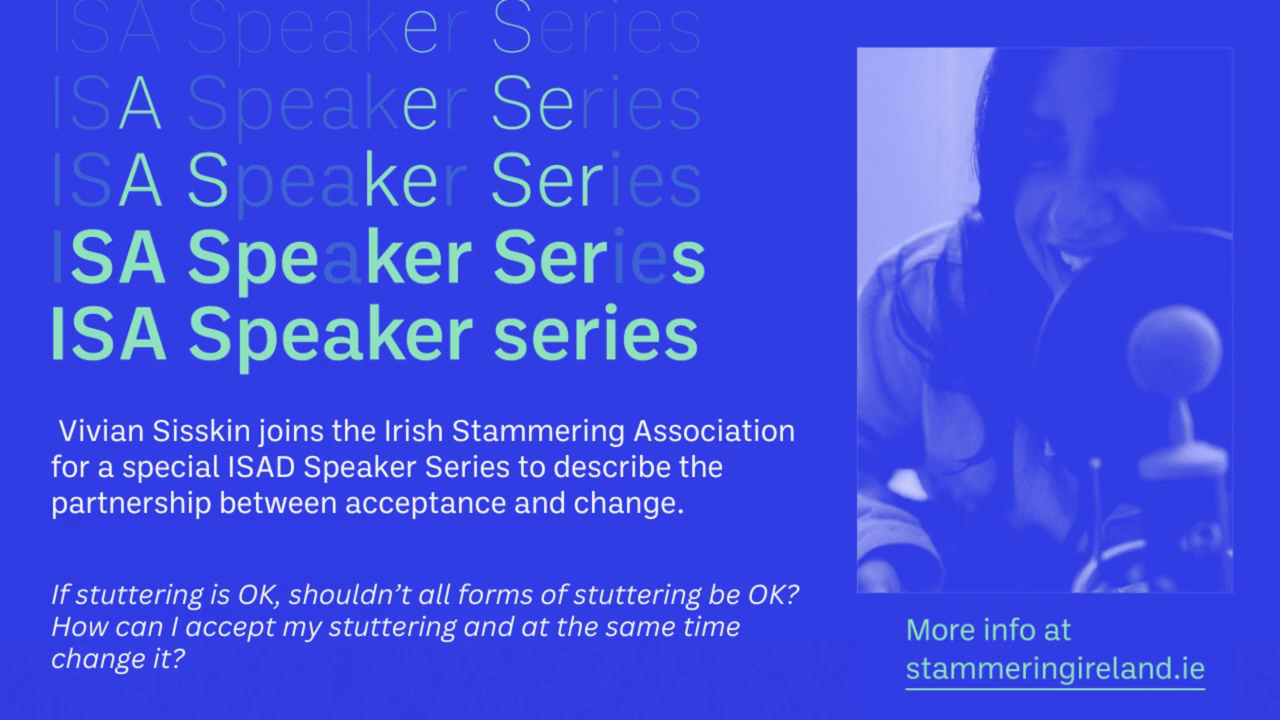 ISA Speaker Series
ISA Speaker Series
ISA Speaker Series
ISA Speaker Series
ISA Speaker series
Vivian Sisskin joins the Irish Stammering Association
for a special ISAD Speaker Series to describe the
partnership between acceptance and change.
If stuttering is OK, shouldn’t all forms of stuttering be OK?
How can I accept my stuttering and at the same time
change it?
More info at
stammeringireland.ie